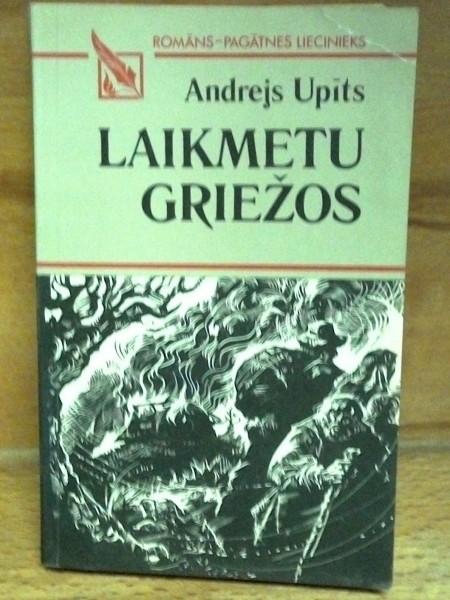 ROMĀNS–PAGĀTNES LIECINIEKS
Andrejs Upīts
LAIKMETU
GRIEŽOS